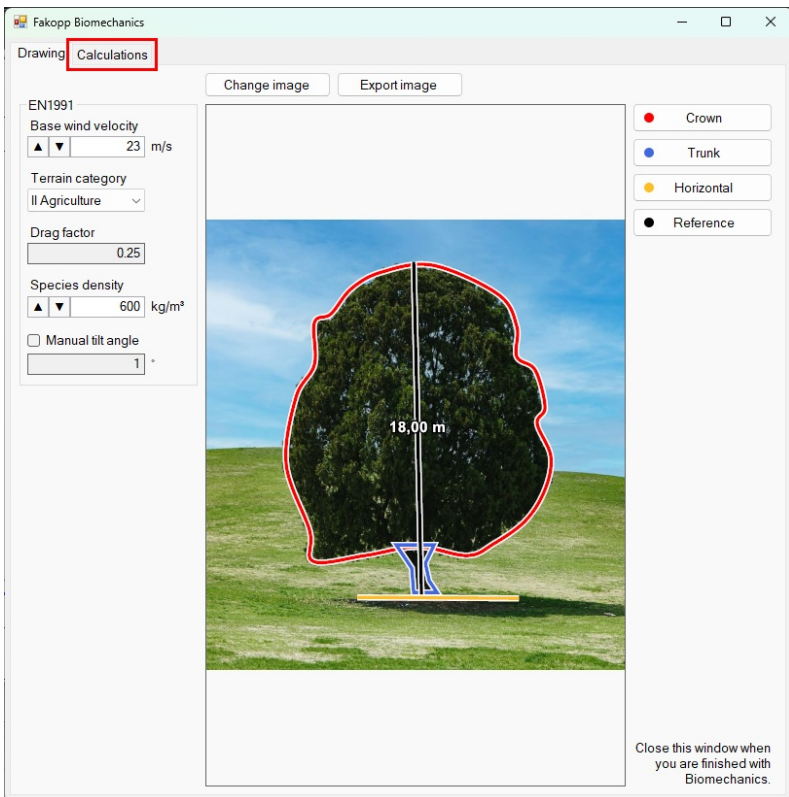 Fakopp Biomechanics
Drawing
Calculations
Change image
Export image
EN1991
Base wind velocity
▲ ▼ 23 m/s
Terrain category
II Agriculture
Drag factor
0.25
Species density
▲ ▼ 600 kg/m³
Manual tilt angle
1 °
Crown
Trunk
Horizontal
Reference
18,00 m
Close this window when
you are finished with
Biomechanics.